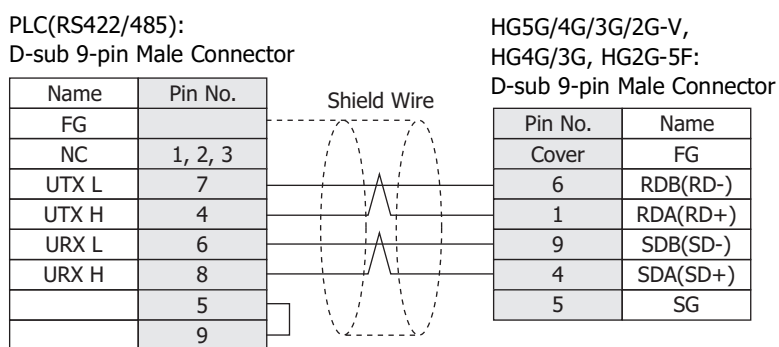 PLC(RS422/485):
D-sub 9-pin Male Connector
Name Pin No.
FG
NC 1, 2, 3
UTX L 7
UTX H 4
URX L 6
URX H 8
5
9
Shield Wire
HG5G/4G/3G/2G-V,
HG4G/3G, HG2G-5F:
D-sub 9-pin Male Connector
Pin No. Name
Cover FG
6 RDB(RD-)
1 RDA(RD+)
9 SDB(SD-)
4 SDA(SD+)
5 SG